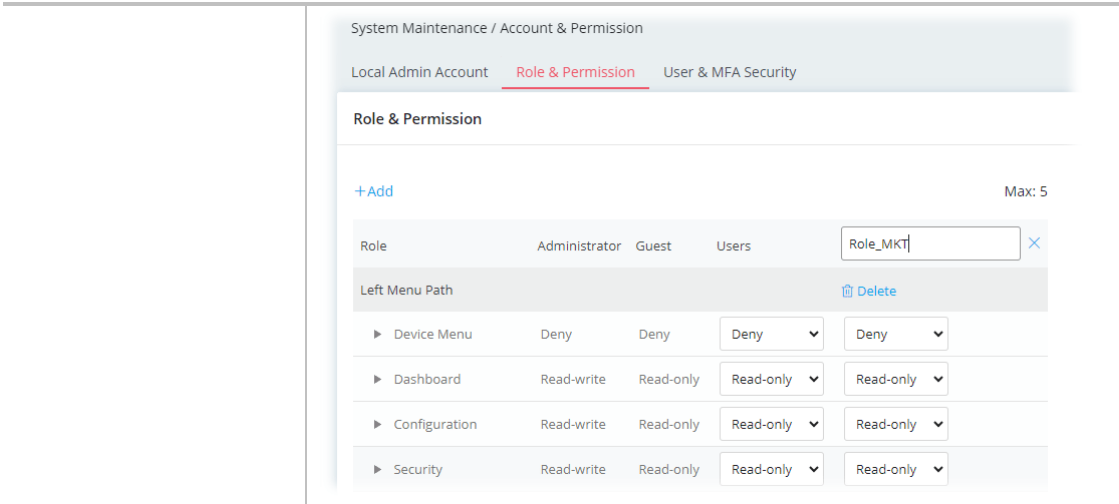 System Maintenance / Account & Permission
Local Admin Account Role & Permission User & MFA Security
Role & Permission
+Add Max: 5
Role Administrator Guest Users Role_MKT
Left Menu Path Delete
Device Menu Deny Deny Deny Deny
Dashboard Read-write Read-only Read-only Read-only
Configuration Read-write Read-only Read-only Read-only
Security Read-write Read-only Read-only Read-only